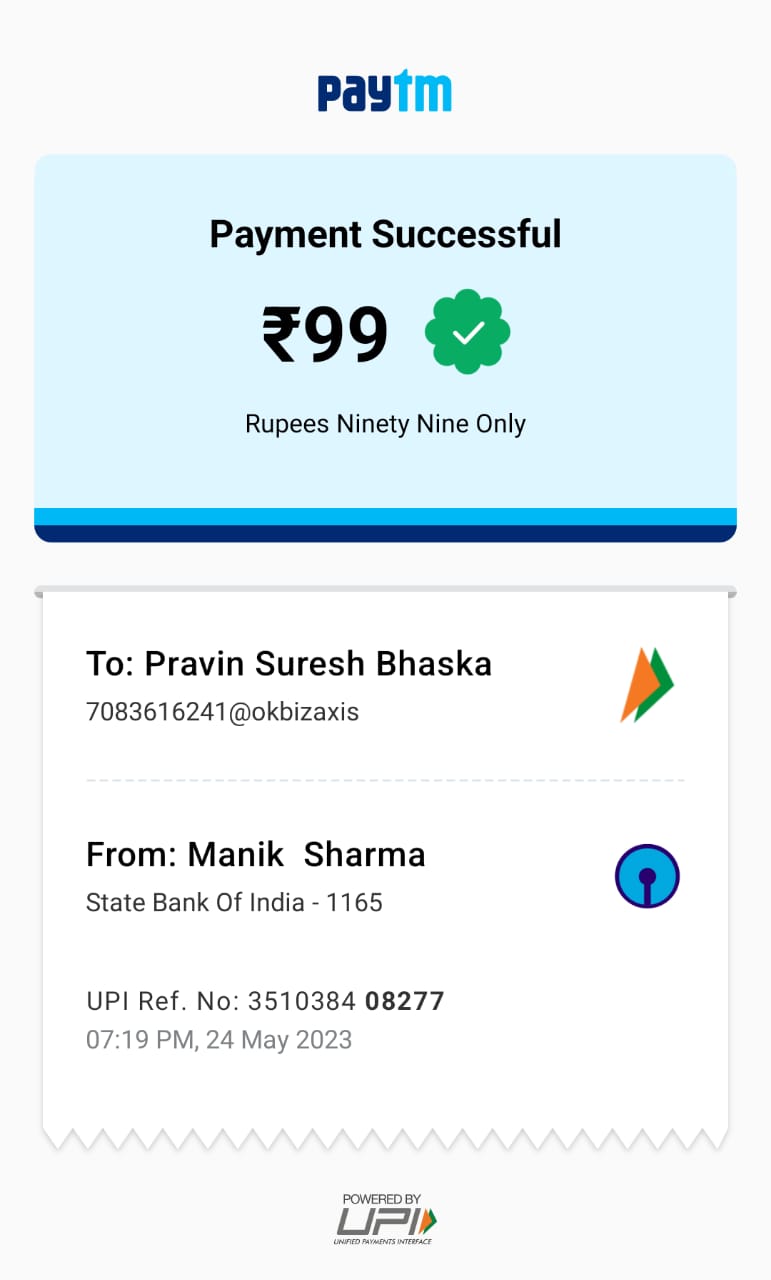 paytm
Payment Successful
₹99
Rupees Ninety Nine Only
To: Pravin Suresh Bhaska
7083616241@okbizaxis
From: Manik  Sharma
State Bank Of India - 1165
UPI Ref. No: 3510384 08277
07:19 PM, 24 May 2023
POWERED BY
UPI
UNIFIED PAYMENTS INTERFACE